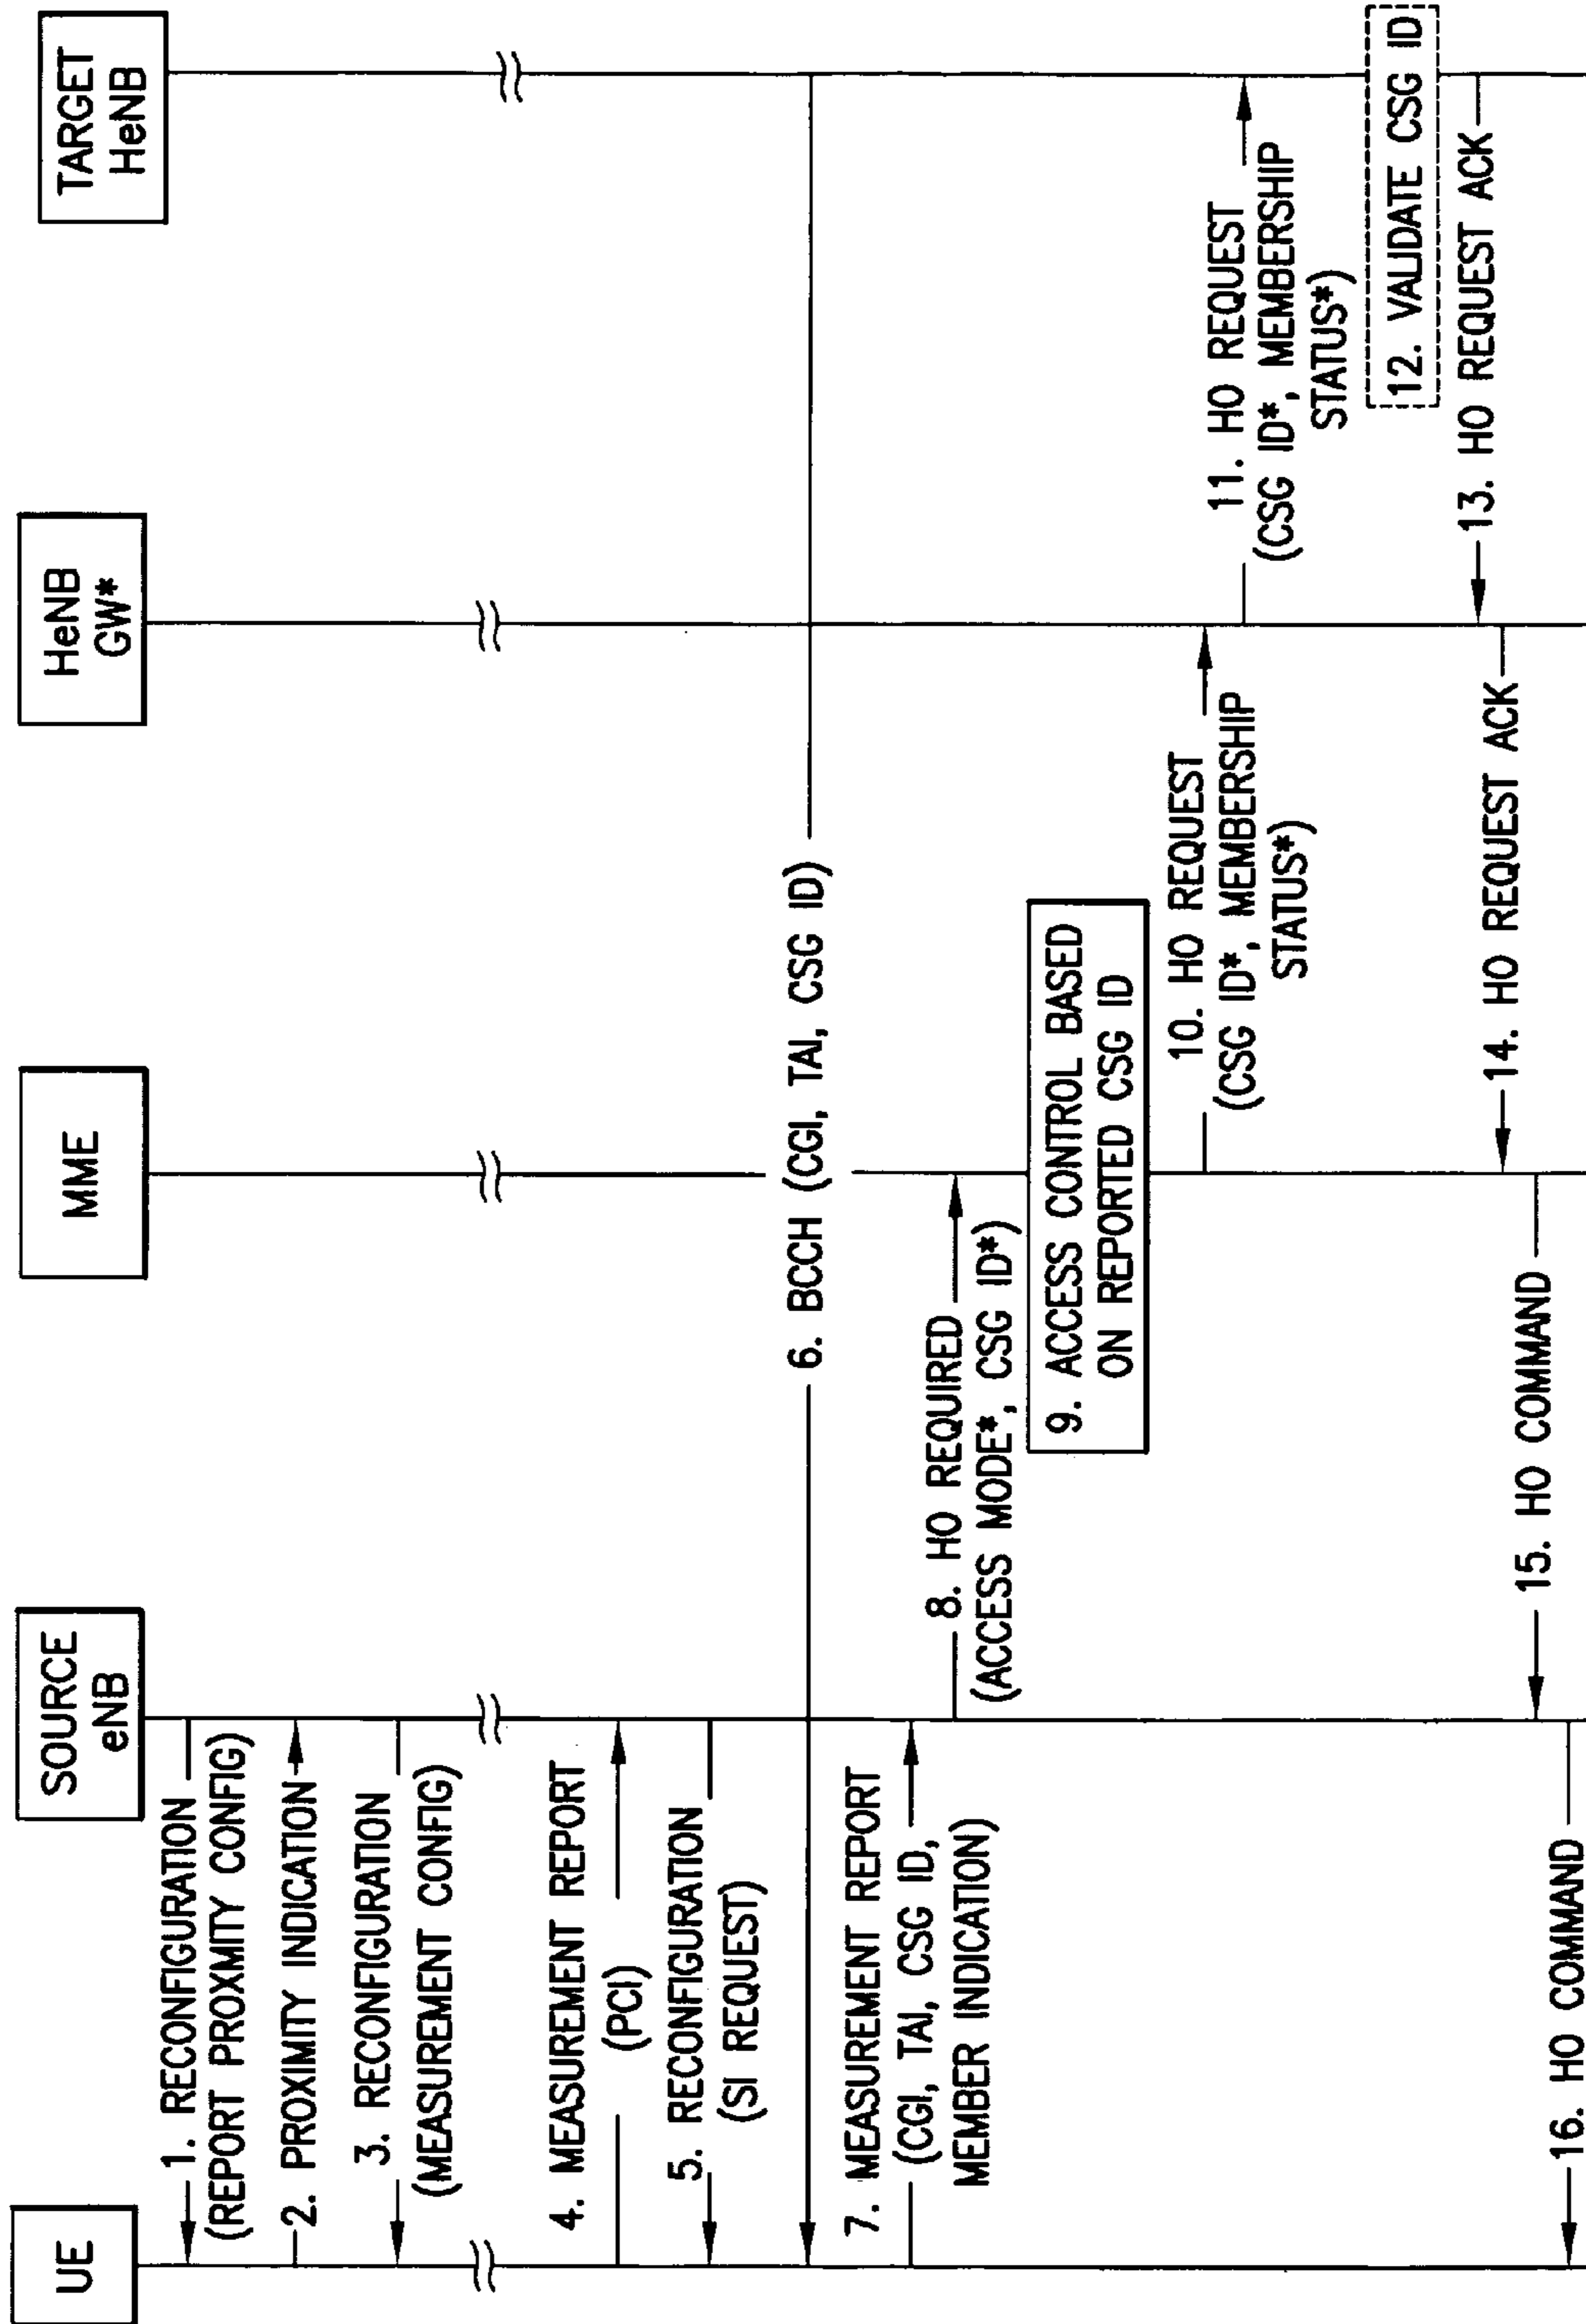 UE
SOURCE
eNB
MME
HeNB
GW*
TARGET
HeNB
1. RECONFIGURATION
(REPORT PROXMITY CONFIG)
2. PROXIMITY INDICATION
3. RECONFIGURATION
(MEASUREMENT CONFIG)
4. MEASUREMENT REPORT
(PCI)
5. RECONFIGURATION
(SI REQUEST)
6. BCCH (CGI, TAI, CSG ID)
7. MEASUREMENT REPORT
(CGI, TAI, CSG ID,
MEMBER INDICATION)
8. HO REQUIRED
(ACCESS MODE*, CSG ID*)
9. ACCESS CONTROL BASED
ON REPORTED CSG ID
10. HO REQUEST
(CSG ID*, MEMBERSHIP
STATUS*)
11. HO REQUEST
(CSG ID*, MEMBERSHIP
STATUS*)
12. VALIDATE CSG ID
13. HO REQUEST ACK
14. HO REQUEST ACK
15. HO COMMAND
16. HO COMMAND